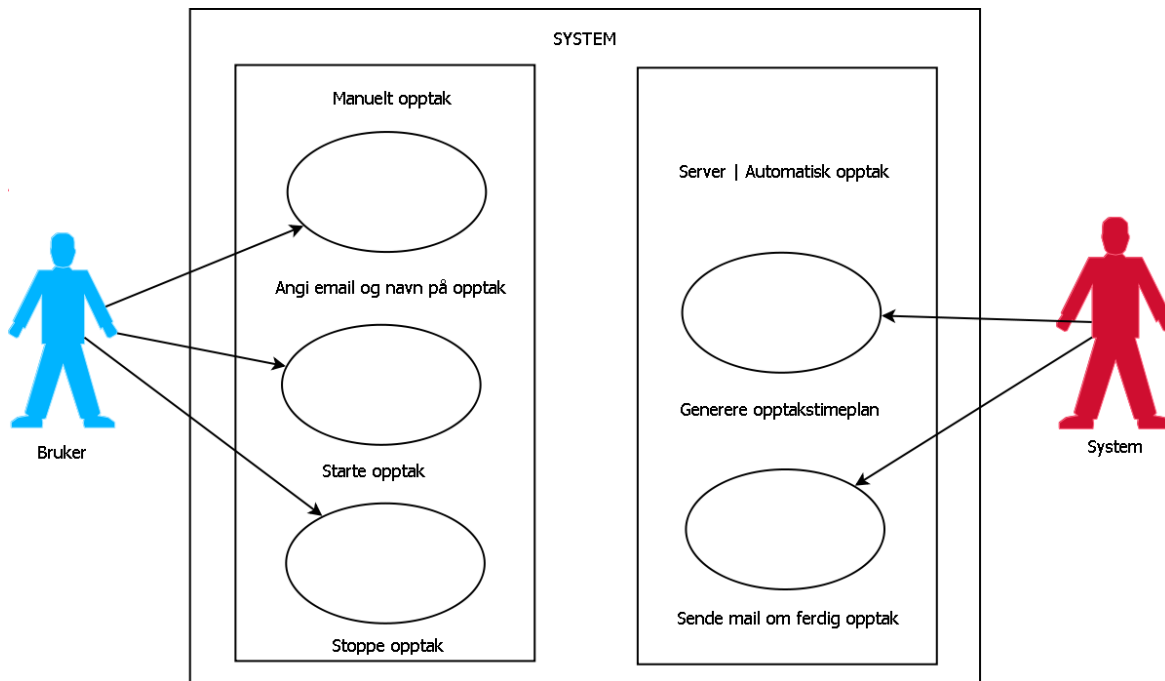 SYSTEM
Manuelt opptak
Angi email og navn på opptak
Starte opptak
Stoppe opptak
Bruker
Server | Automatisk opptak
Generere opptakstimeplan
Sende mail om ferdig opptak
System